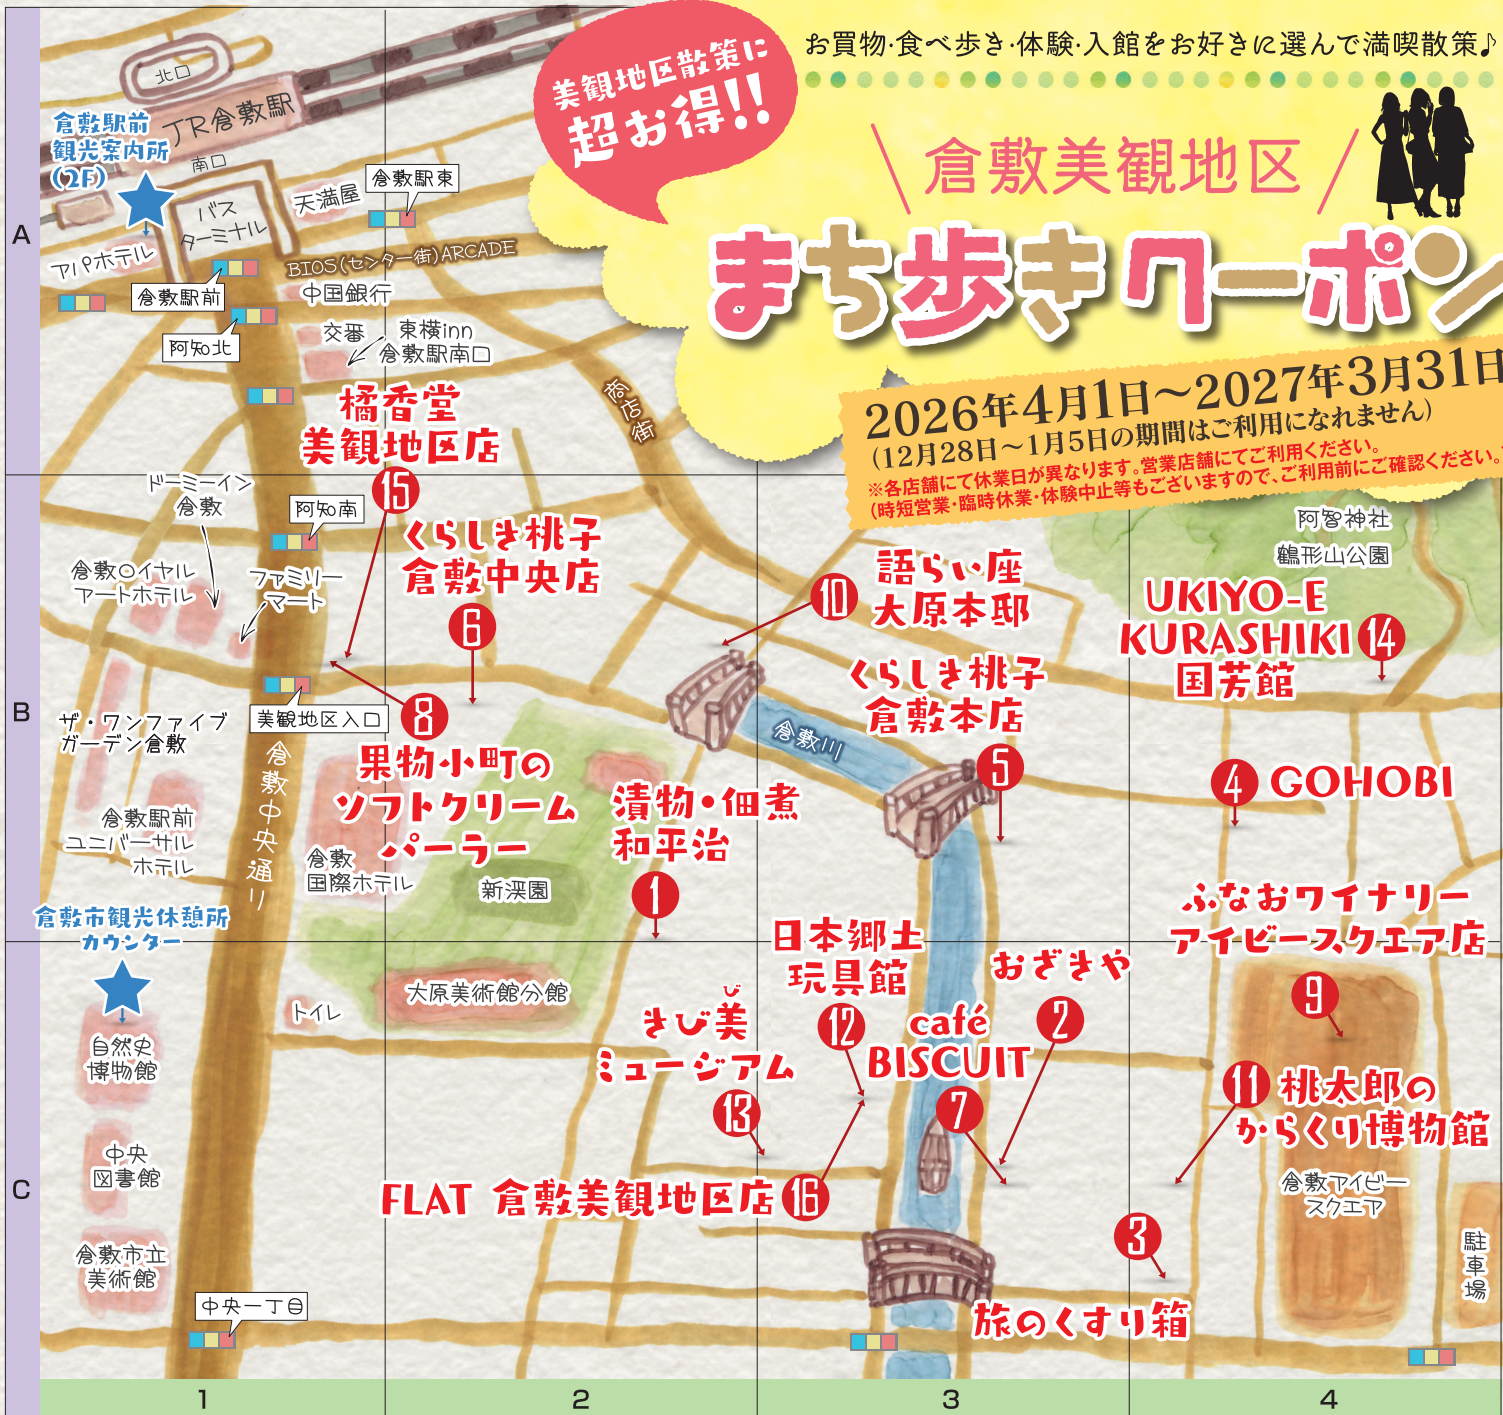 お買物・食べ歩き・体験・入館をお好きに選んで満喫散策♪
美観地区散策に
超お得!!
倉敷美観地区
まち歩きクーポン
2026年4月1日～2027年3月31日
(12月28日～1月5日の期間はご利用になれません)
※各店舗にて休業日が異なります。営業店舗にてご利用ください。
(時短営業・臨時休業・体験中止等もございますので、ご利用前にご確認ください。
北口
JR倉敷駅
倉敷駅前
観光案内所
(2F)
南口
バス
ターミナル
天満屋
倉敷駅東
アパホテル
BIOS(センター街)ARCADE
倉敷駅前
中国銀行
阿知北
交番
東横inn
倉敷駅南口
商店街
橘香堂
美観地区店
15
A
ドーミーイン
倉敷
阿知南
くらしき桃子
倉敷中央店
6
倉敷ロイヤル
アートホテル
ファミリー
マート
語らい座
大原本邸
10
阿智神社
鶴形山公園
UKIYO-E
KURASHIKI
国芳館
14
くらしき桃子
倉敷本店
5
B
ザ・ワンファイブ
ガーデン倉敷
美観地区入口
8
果物小町の
ソフトクリーム
パーラー
倉敷川
4 GOHOBI
倉敷中央通り
漬物・佃煮
和平治
1
倉敷駅前
ユニバーサル
ホテル
倉敷
国際ホテル
新渓園
ふなおワイナリー
アイビースクエア店
9
倉敷市観光休憩所
カウンター
日本郷土
玩具館
12
おざきや
2
大原美術館分館
トイレ
び
きび美
ミュージアム
13
café
BISCUIT
7
自然史
博物館
11 桃太郎の
からくり博物館
中央
図書館
C
FLAT 倉敷美観地区店 16
倉敷アイビー
スクエア
3
旅のくすり箱
倉敷市立
美術館
駐車場
中央一丁目
1 2 3 4